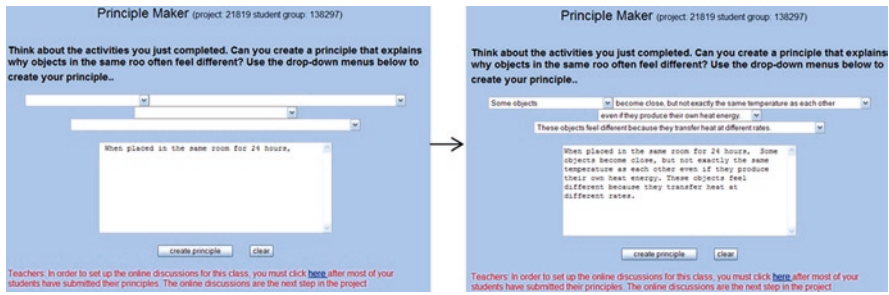 Principle Maker (project: 21819 student group: 138297)
Think about the activities you just completed. Can you create a principle that explains
why objects in the same roo often feel different? Use the drop-down menus below to
create your principle..
When placed in the same room for 24 hours,
create principle
clear
Teachers: In order to set up the online discussions for this class, you must click here after most of your
students have submitted their principles. The online discussions are the next step in the project
Principle Maker (project: 21819 student group: 138297)
Think about the activities you just completed. Can you create a principle that explains
why objects in the same roo often feel different? Use the drop-down menus below to
create your principle..
Some objects
become close, but not exactly the same temperature as each other
even if they produce their own heat energy.
These objects feel different because they transfer heat at different rates.
When placed in the same room for 24 hours, Some
objects become close, but not exactly the same
temperature as each other even if they produce
their own heat energy. These objects feel
different because they transfer heat at
different rates.
create principle
clear
Teachers: In order to set up the online discussions for this class, you must click here after most of your
students have submitted their principles. The online discussions are the next step in the project